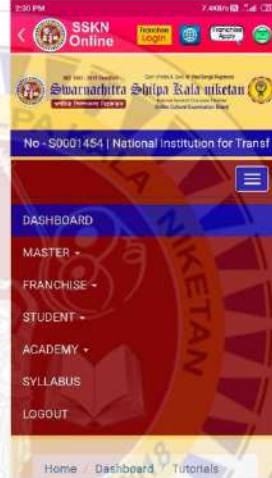 2:30 PM
SSKN
Online
Franchise
Login
Franchise
Apply
Swarnachitra Shilpa Kala niketan
No - S0001454 | National Institution for Transf
DASHBOARD
MASTER
FRANCHISE
STUDENT
ACADEMY
SYLLABUS
LOGOUT
Home / Dashboard / Tutorials